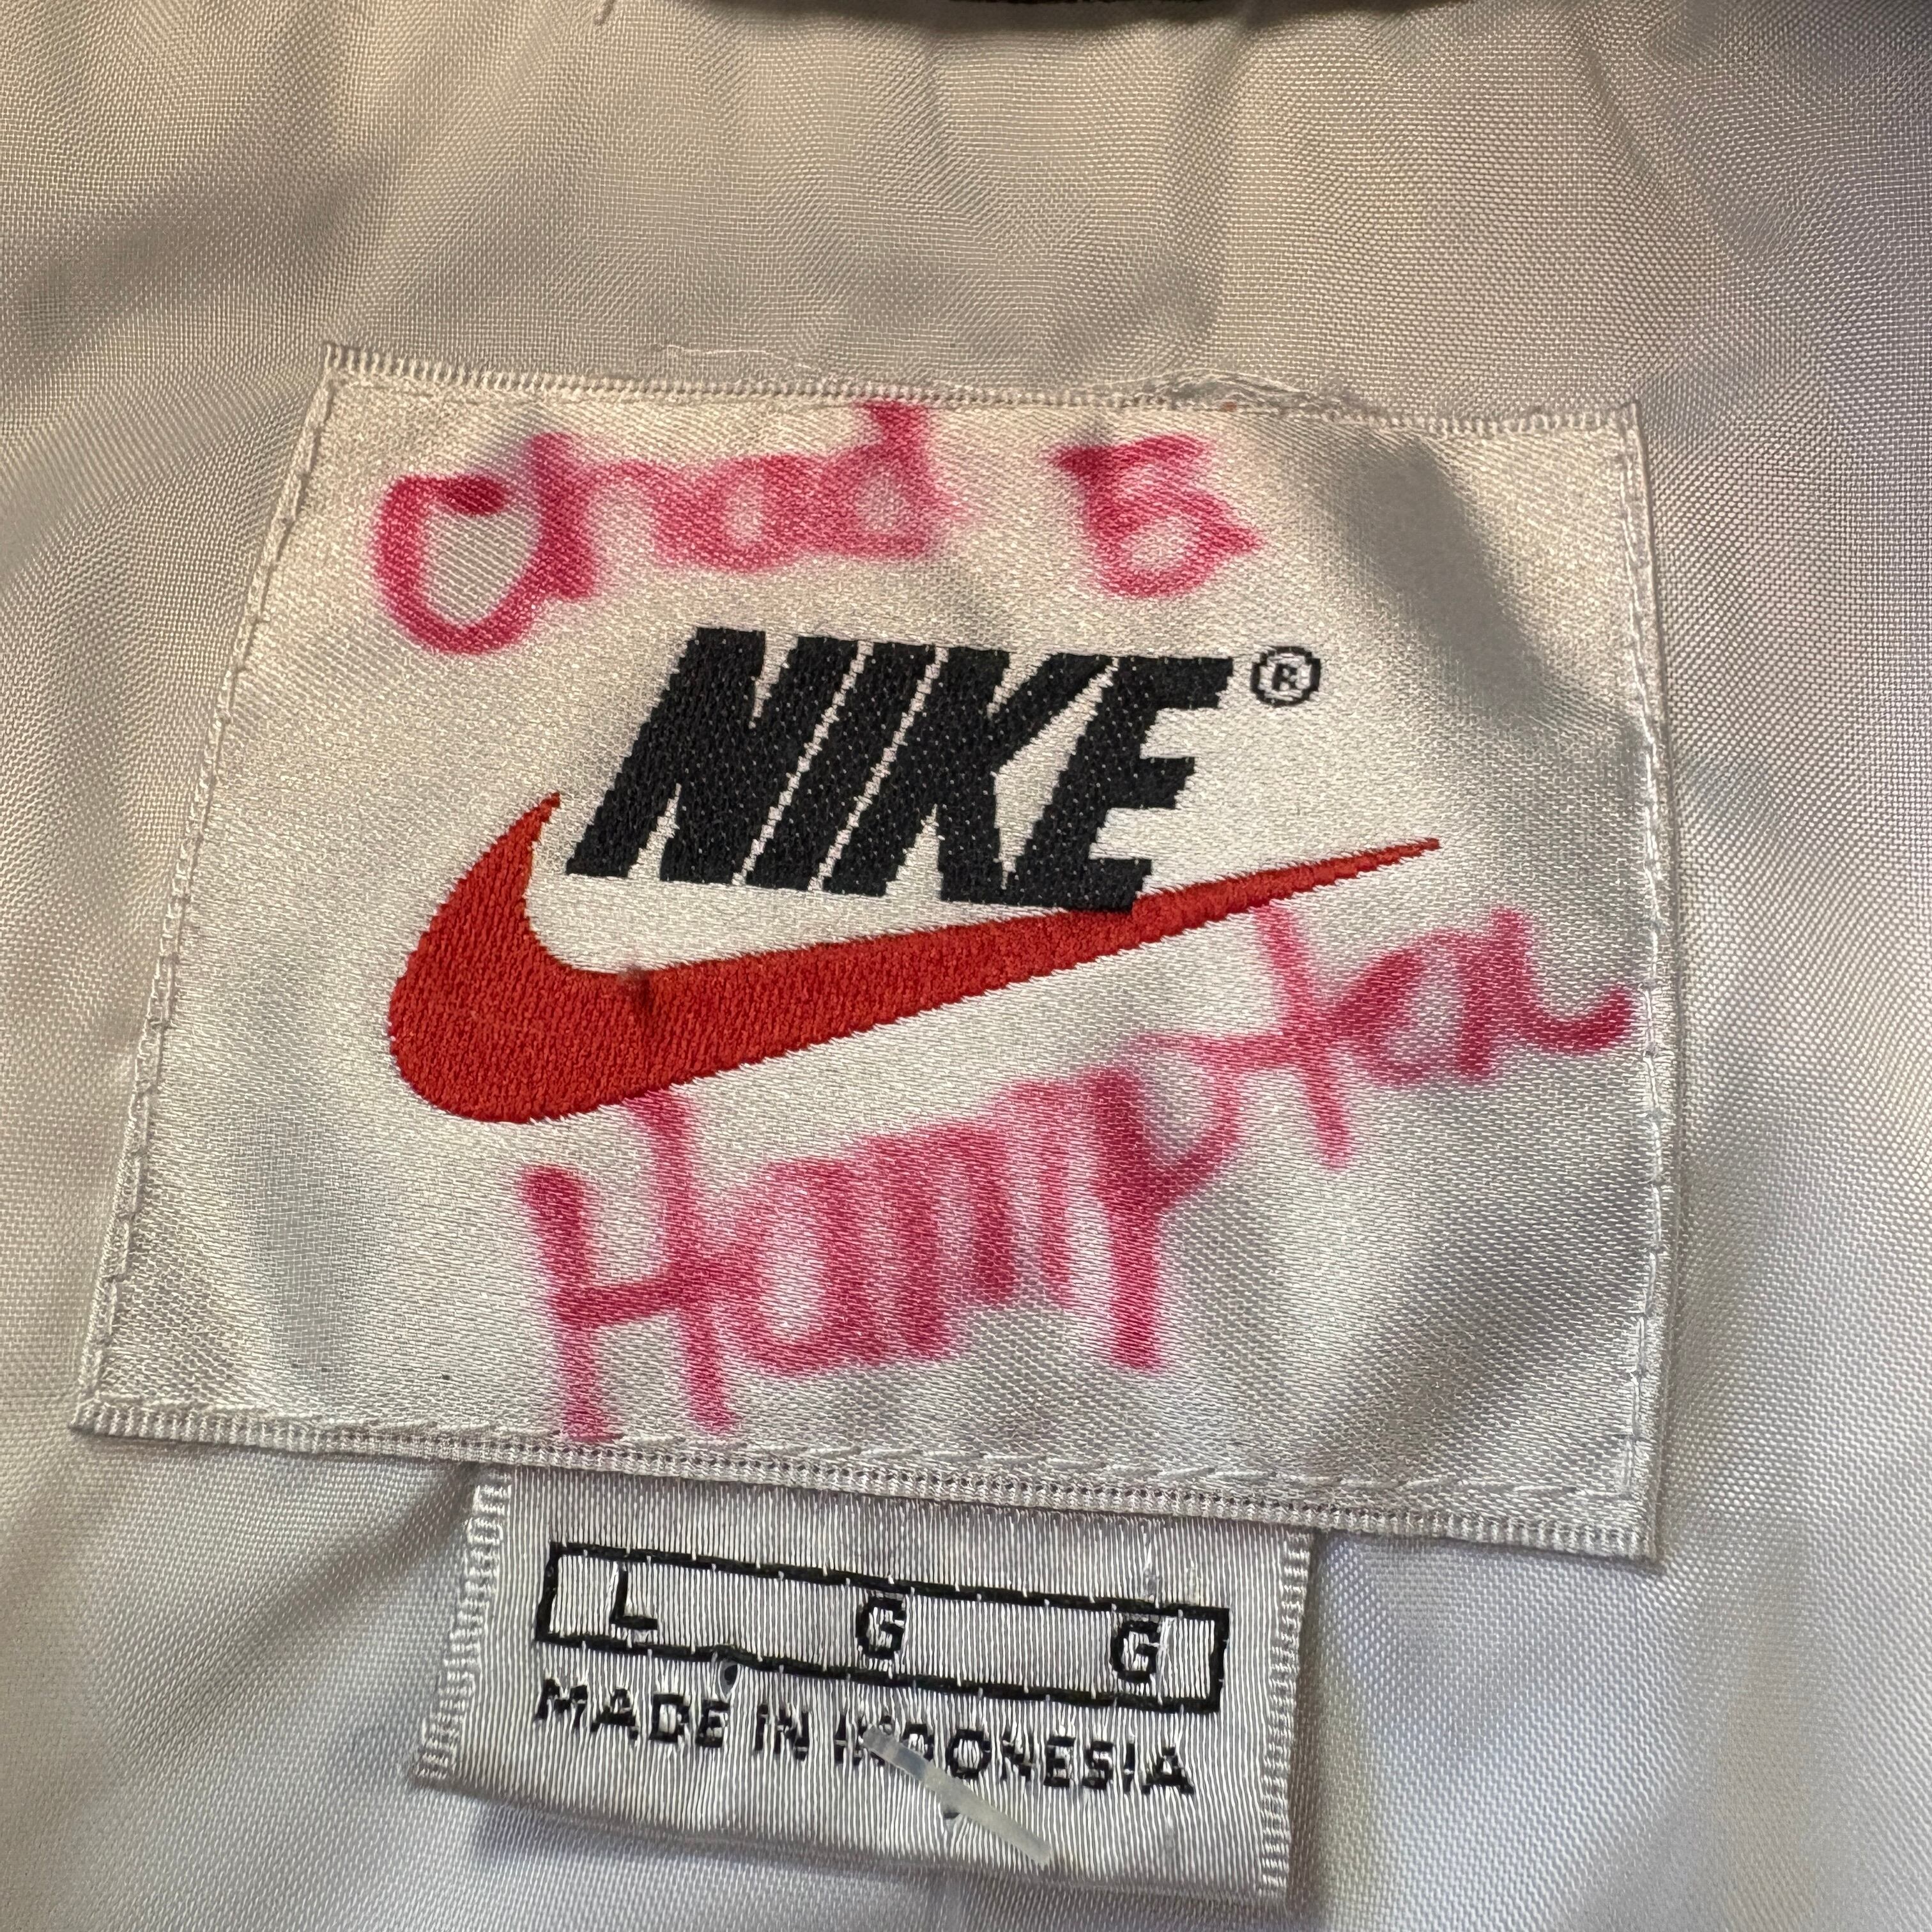 Chad B
NIKE®
Hampton
L G G
MADE IN INDONESIA